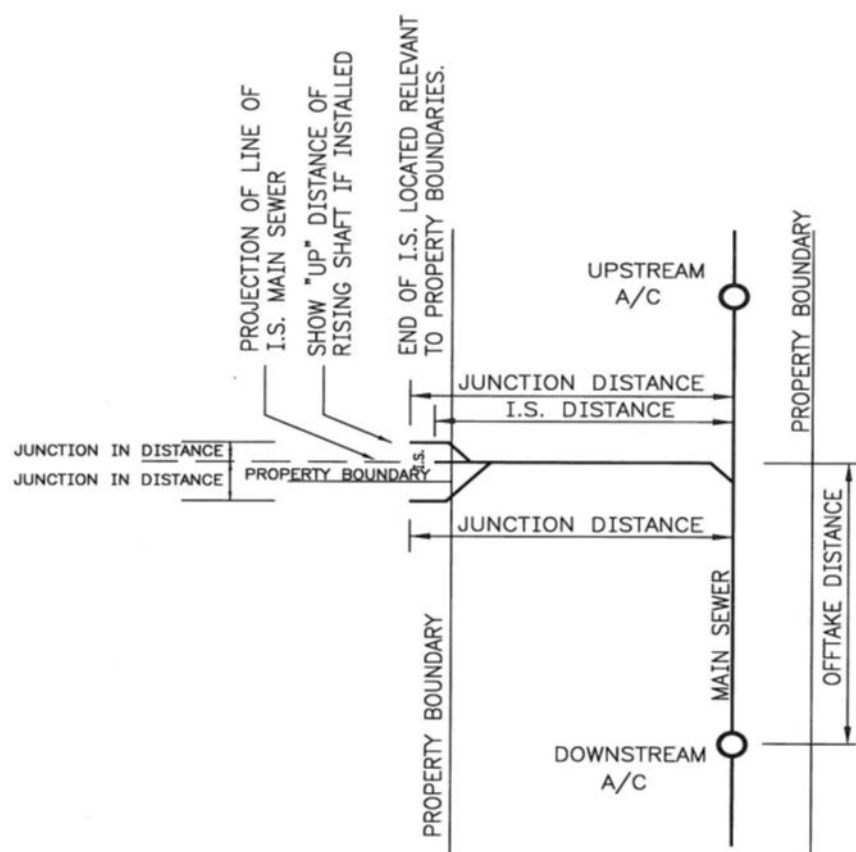 PROJECTION OF LINE OF
I.S. MAIN SEWER
SHOW "UP" DISTANCE OF
RISING SHAFT IF INSTALLED
END OF I.S. LOCATED RELEVANT
TO PROPERTY BOUNDARIES.
PROPERTY BOUNDARY
UPSTREAM
A/C
JUNCTION DISTANCE
I.S. DISTANCE
JUNCTION IN DISTANCE
I.S.
JUNCTION IN DISTANCE
PROPERTY BOUNDARY
JUNCTION DISTANCE
OFFTAKE DISTANCE
MAIN SEWER
PROPERTY BOUNDARY
DOWNSTREAM
A/C